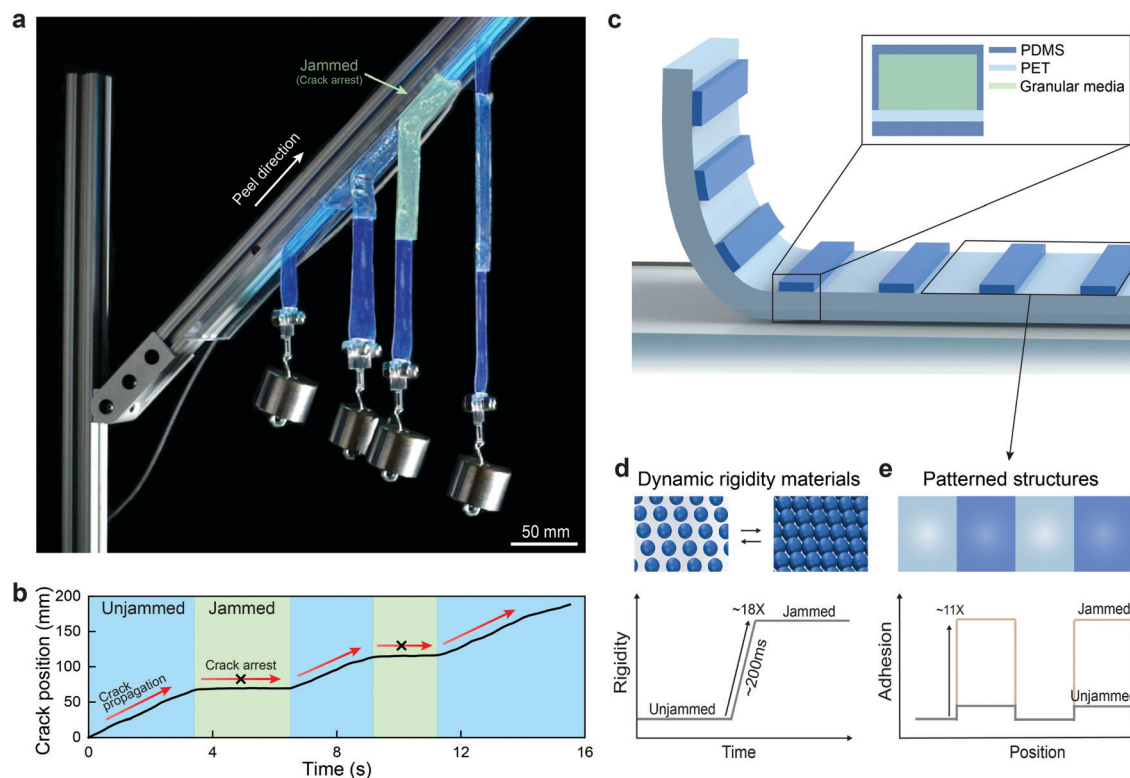 a
Jammed
(Crack arrest)
Peel direction
50 mm
b
Crack position (mm)
200
150
100
50
0
Unjammed
Jammed
Crack propagation
Crack arrest
0
4
8
12
16
Time (s)
c
PDMS
PET
Granular media
d
Dynamic rigidity materials
Rigidity
Unjammed
~18X
~200ms
Jammed
Time
e
Patterned structures
Adhesion
~11X
Jammed
Unjammed
Position